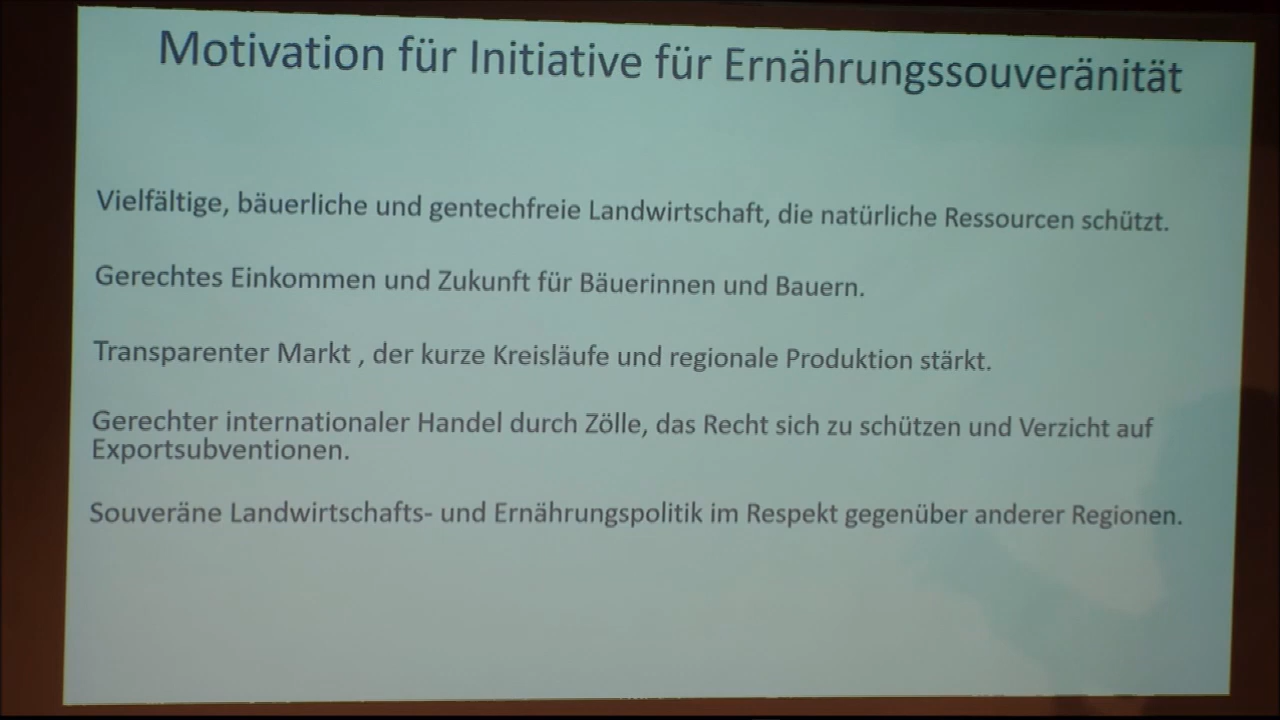 Motivation für Initiative für Ernährungssouveränität
Vielfältige, bäuerliche und gentechfreie Landwirtschaft, die natürliche Ressourcen schützt.
Gerechtes Einkommen und Zukunft für Bäuerinnen und Bauern.
Transparenter Markt , der kurze Kreisläufe und regionale Produktion stärkt.
Gerechter internationaler Handel durch Zölle, das Recht sich zu schützen und Verzicht auf
Exportsubventionen.
Souveräne Landwirtschafts- und Ernährungspolitik im Respekt gegenüber anderer Regionen.